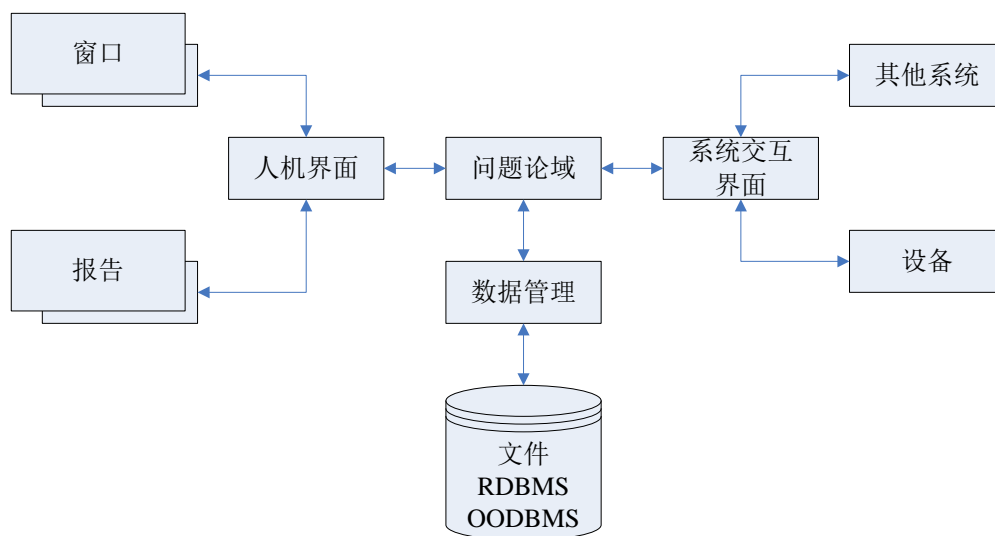 窗口
其他系统
人机界面
问题论域
系统交互
界面
报告
数据管理
设备
文件
RDBMS
OODBMS